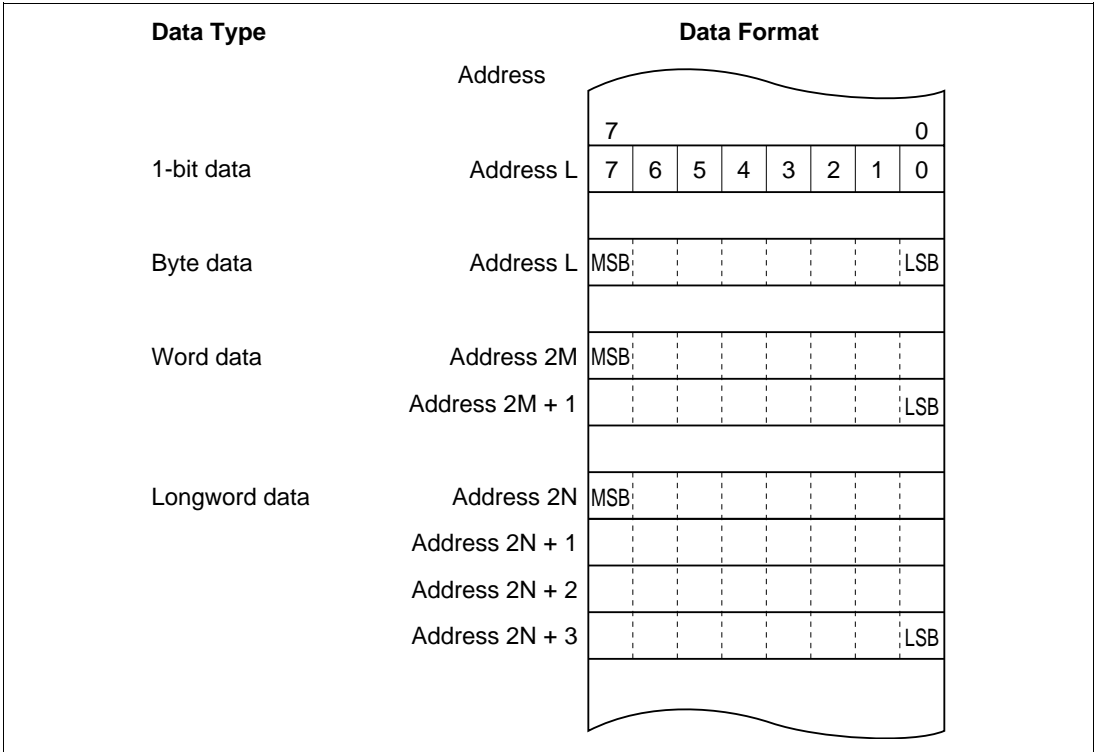 Data Type Data Format
Address
7 0
1-bit data Address L 7 6 5 4 3 2 1 0
Byte data Address L MSB LSB
Word data Address 2M MSB
Address 2M + 1 LSB
Longword data Address 2N MSB
Address 2N + 1
Address 2N + 2
Address 2N + 3 LSB